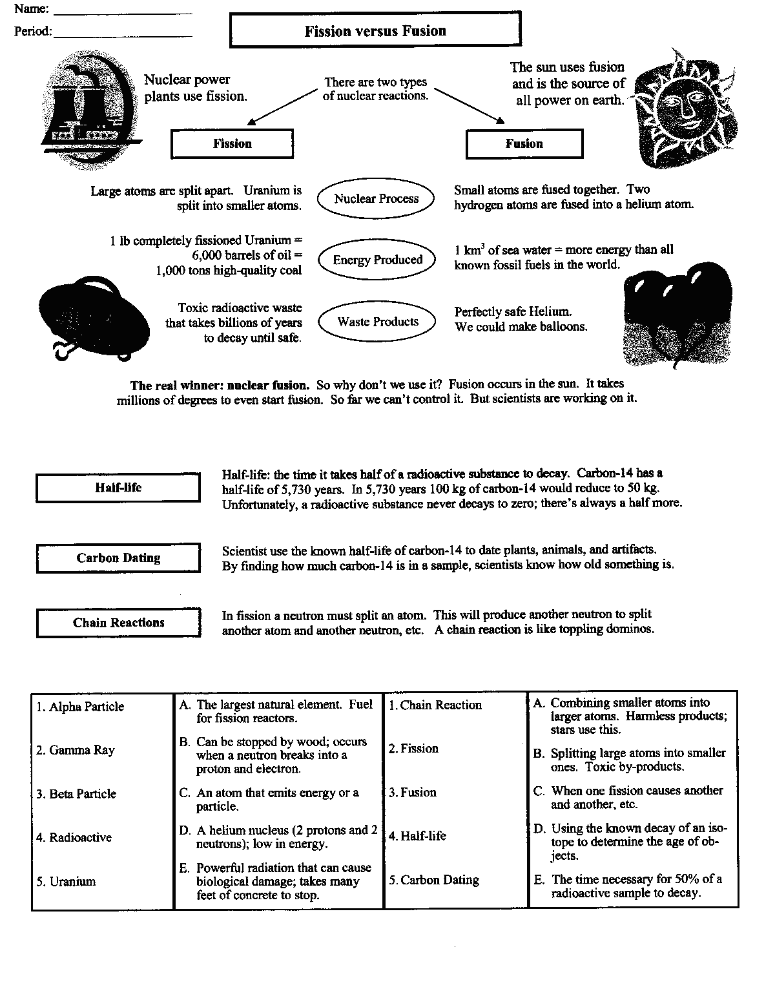 Name:
Period:
Fission versus Fusion
Nuclear power
plants use fission.
There are two types
of nuclear reactions.
The sun uses fusion
and is the source of
all power on earth.
Fission
Fusion
Large atoms are split apart. Uranium is
split into smaller atoms.
Nuclear Process
Small atoms are fused together. Two
hydrogen atoms are fused into a helium atom.
1 lb completely fissioned Uranium =
6,000 barrels of oil =
1,000 tons high-quality coal
Energy Produced
1 km³ of sea water = more energy than all
known fossil fuels in the world.
Toxic radioactive waste
that takes billions of years
to decay until safe.
Waste Products
Perfectly safe Helium.
We could make balloons.
The real winner: nuclear fusion. So why don't we use it? Fusion occurs in the sun. It takes
millions of degrees to even start fusion. So far we can't control it. But scientists are working on it.
Half-life
Half-life: the time it takes half of a radioactive substance to decay. Carbon-14 has a
half-life of 5,730 years. In 5,730 years 100 kg of carbon-14 would reduce to 50 kg.
Unfortunately, a radioactive substance never decays to zero; there's always a half more.
Carbon Dating
Scientist use the known half-life of carbon-14 to date plants, animals, and artifacts.
By finding how much carbon-14 is in a sample, scientists know how old something is.
Chain Reactions
In fission a neutron must split an atom. This will produce another neutron to split
another atom and another neutron, etc. A chain reaction is like toppling dominos.
1. Alpha Particle
2. Gamma Ray
3. Beta Particle
4. Radioactive
5. Uranium
A. The largest natural element. Fuel
for fission reactors.
B. Can be stopped by wood; occurs
when a neutron breaks into a
proton and electron.
C. An atom that emits energy or a
particle.
D. A helium nucleus (2 protons and 2
neutrons); low in energy.
E. Powerful radiation that can cause
biological damage; takes many
feet of concrete to stop.
1. Chain Reaction
2. Fission
3. Fusion
4. Half-life
5. Carbon Dating
A. Combining smaller atoms into
larger atoms. Harmless products;
stars use this.
B. Splitting large atoms into smaller
ones. Toxic by-products.
C. When one fission causes another
and another, etc.
D. Using the known decay of an iso-
tope to determine the age of ob-
jects.
E. The time necessary for 50% of a
radioactive sample to decay.